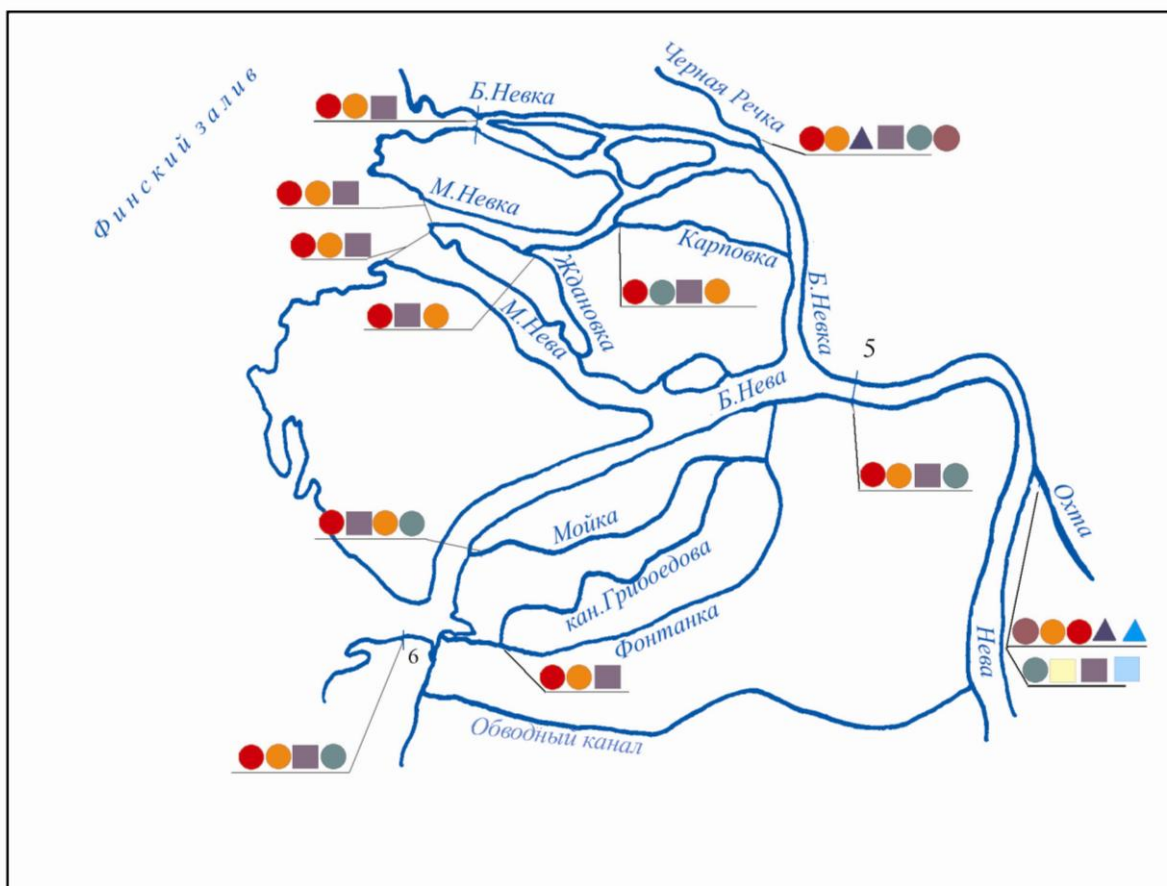 Финский залив
Б.Невка
Черная Речка
М.Невка
Карповка
Ждановка
М.Нева
Б.Невка
5
Б.Нева
Охта
Мойка
кан.Грибоедова
Фонтанка
Нева
6
Обводный канал